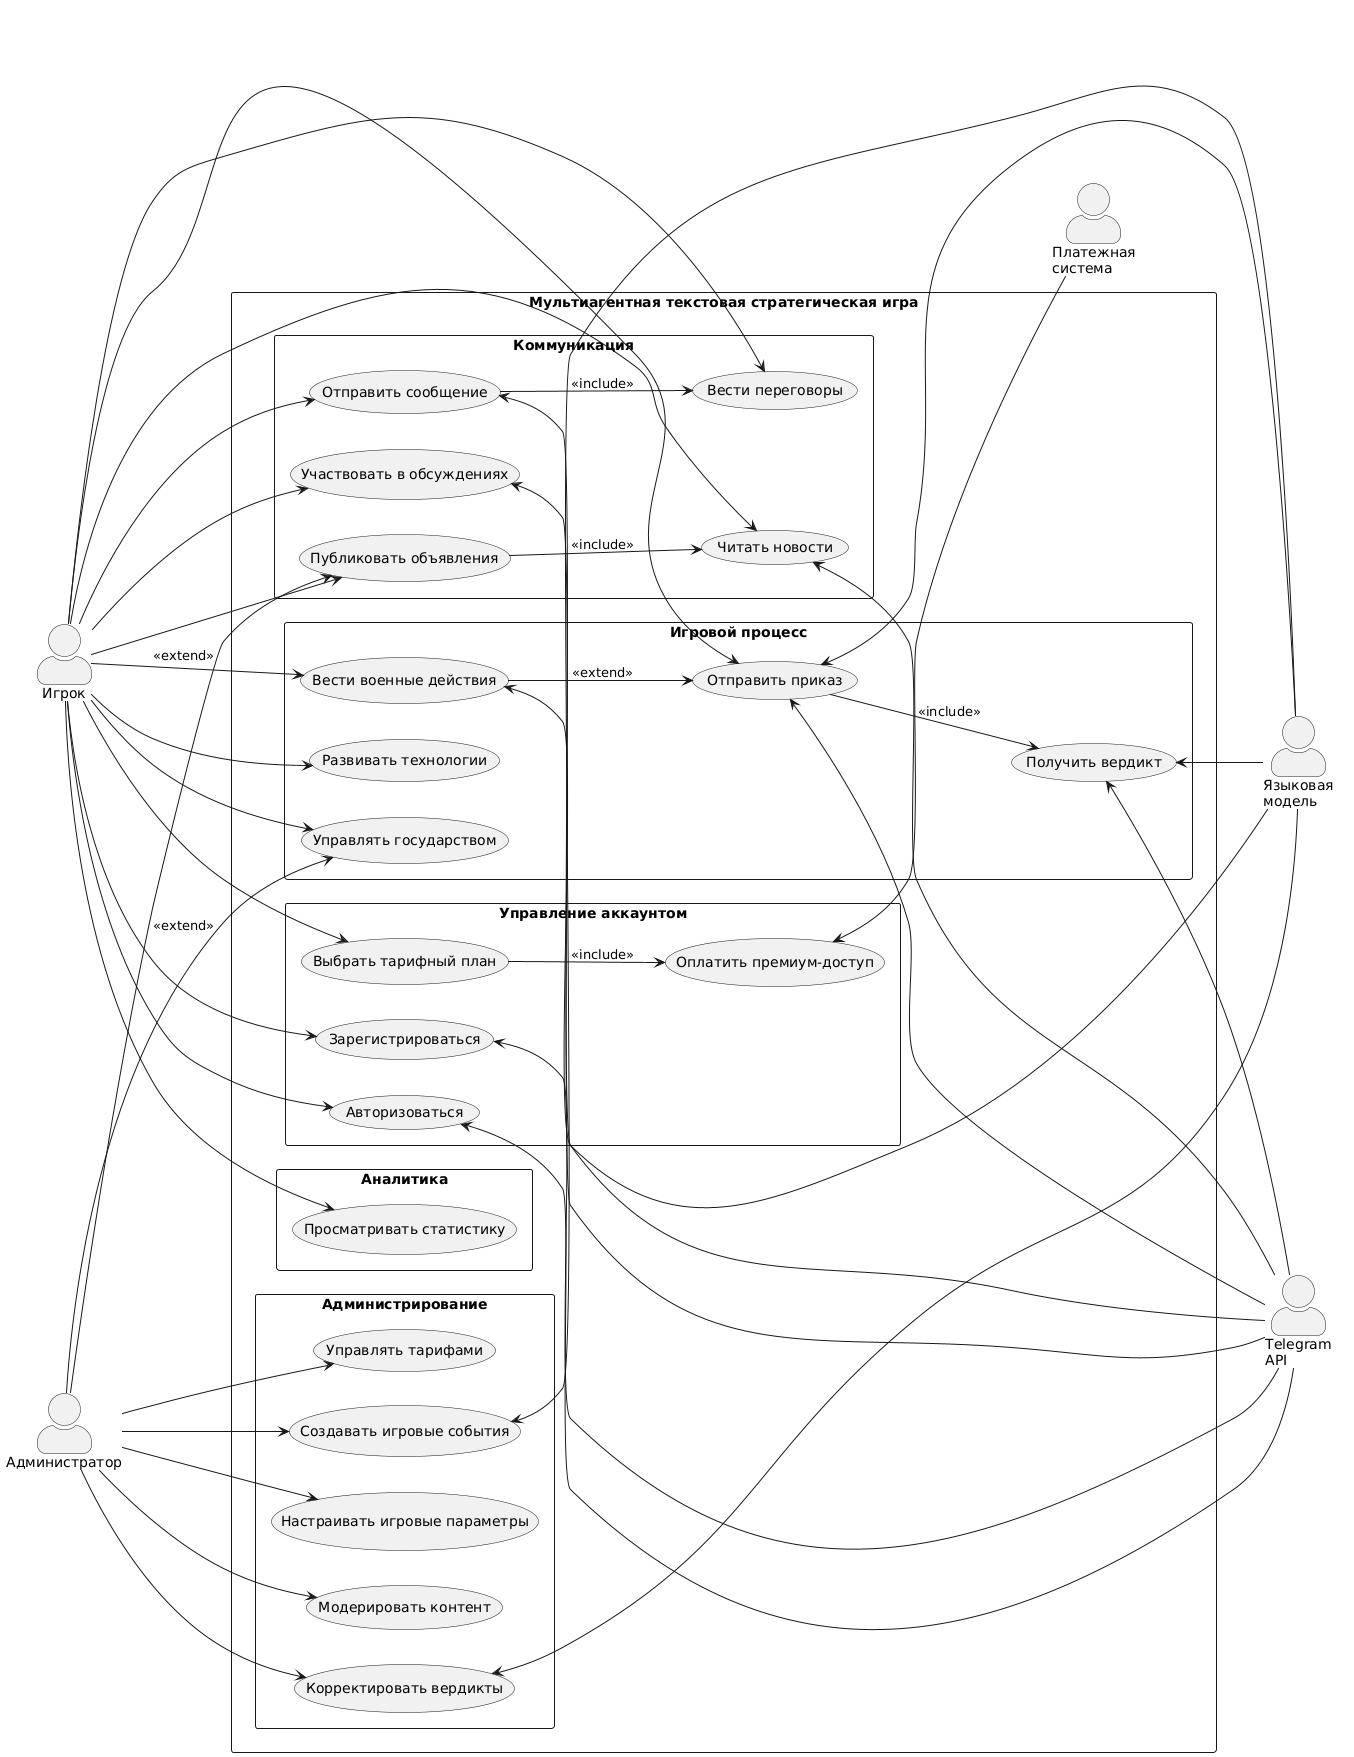 Платежная
система
Мультиагентная текстовая стратегическая игра
Коммуникация
Отправить сообщение
«include»
Вести переговоры
Участвовать в обсуждениях
Публиковать объявления
«include»
Читать новости
Игровой процесс
Игрок
«extend»
Вести военные действия
«extend»
Отправить приказ
«include»
Развивать технологии
Получить вердикт
Языковая
модель
Управлять государством
Управление аккаунтом
«extend»
Выбрать тарифный план
«include»
Оплатить премиум-доступ
Зарегистрироваться
Авторизоваться
Аналитика
Просматривать статистику
Администрирование
Управлять тарифами
Telegram
API
Создавать игровые события
Администратор
Настраивать игровые параметры
Модерировать контент
Корректировать вердикты